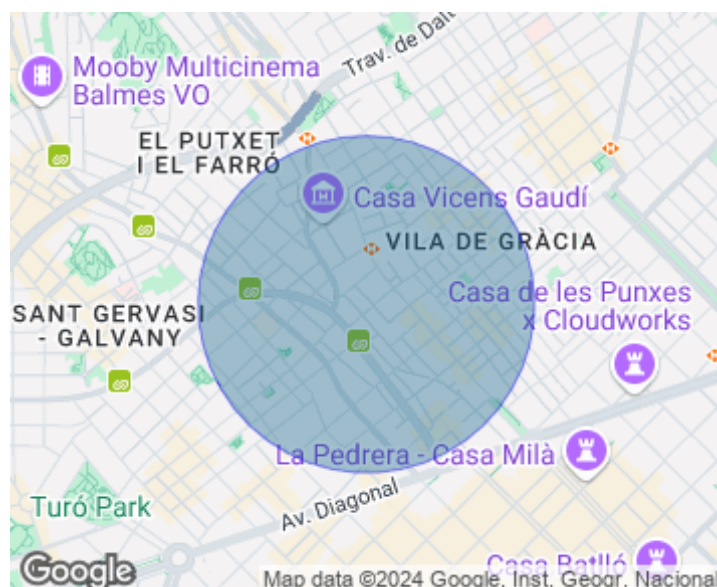 Trav. de Dalt
Mooby Multicinema
Balmes VO
EL PUTXET
I EL FARRÓ
Casa Vicens Gaudí
VILA DE GRÀCIA
Casa de les Punxes
x Cloudworks
SANT GERVASI
- GALVANY
La Pedrera - Casa Milà
Av. Diagonal
Turó Park
Casa Batlló
Google
Map data ©2024 Google, Inst. Geogr. Nacional